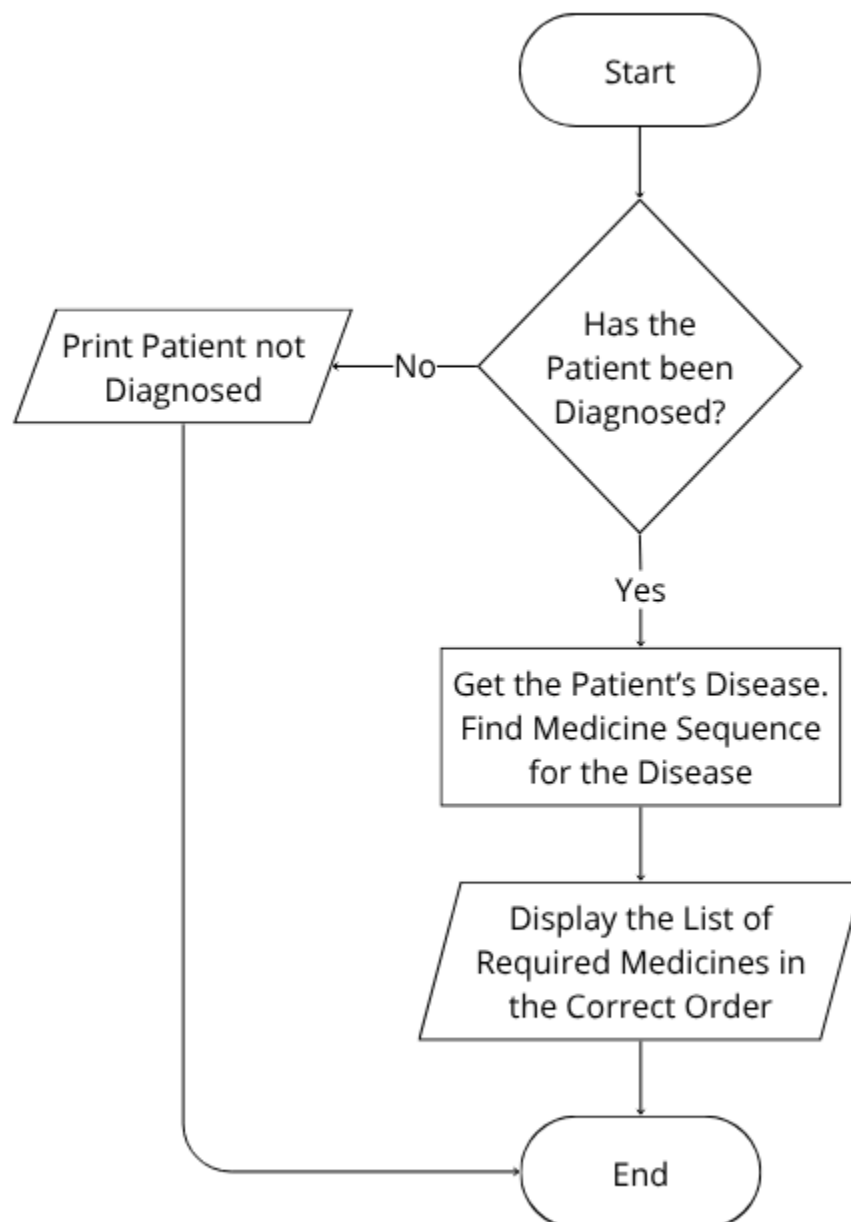 Start
Has the
Patient been
Diagnosed?
No
Print Patient not
Diagnosed
Yes
Get the Patient’s Disease.
Find Medicine Sequence
for the Disease
Display the List of
Required Medicines in
the Correct Order
End